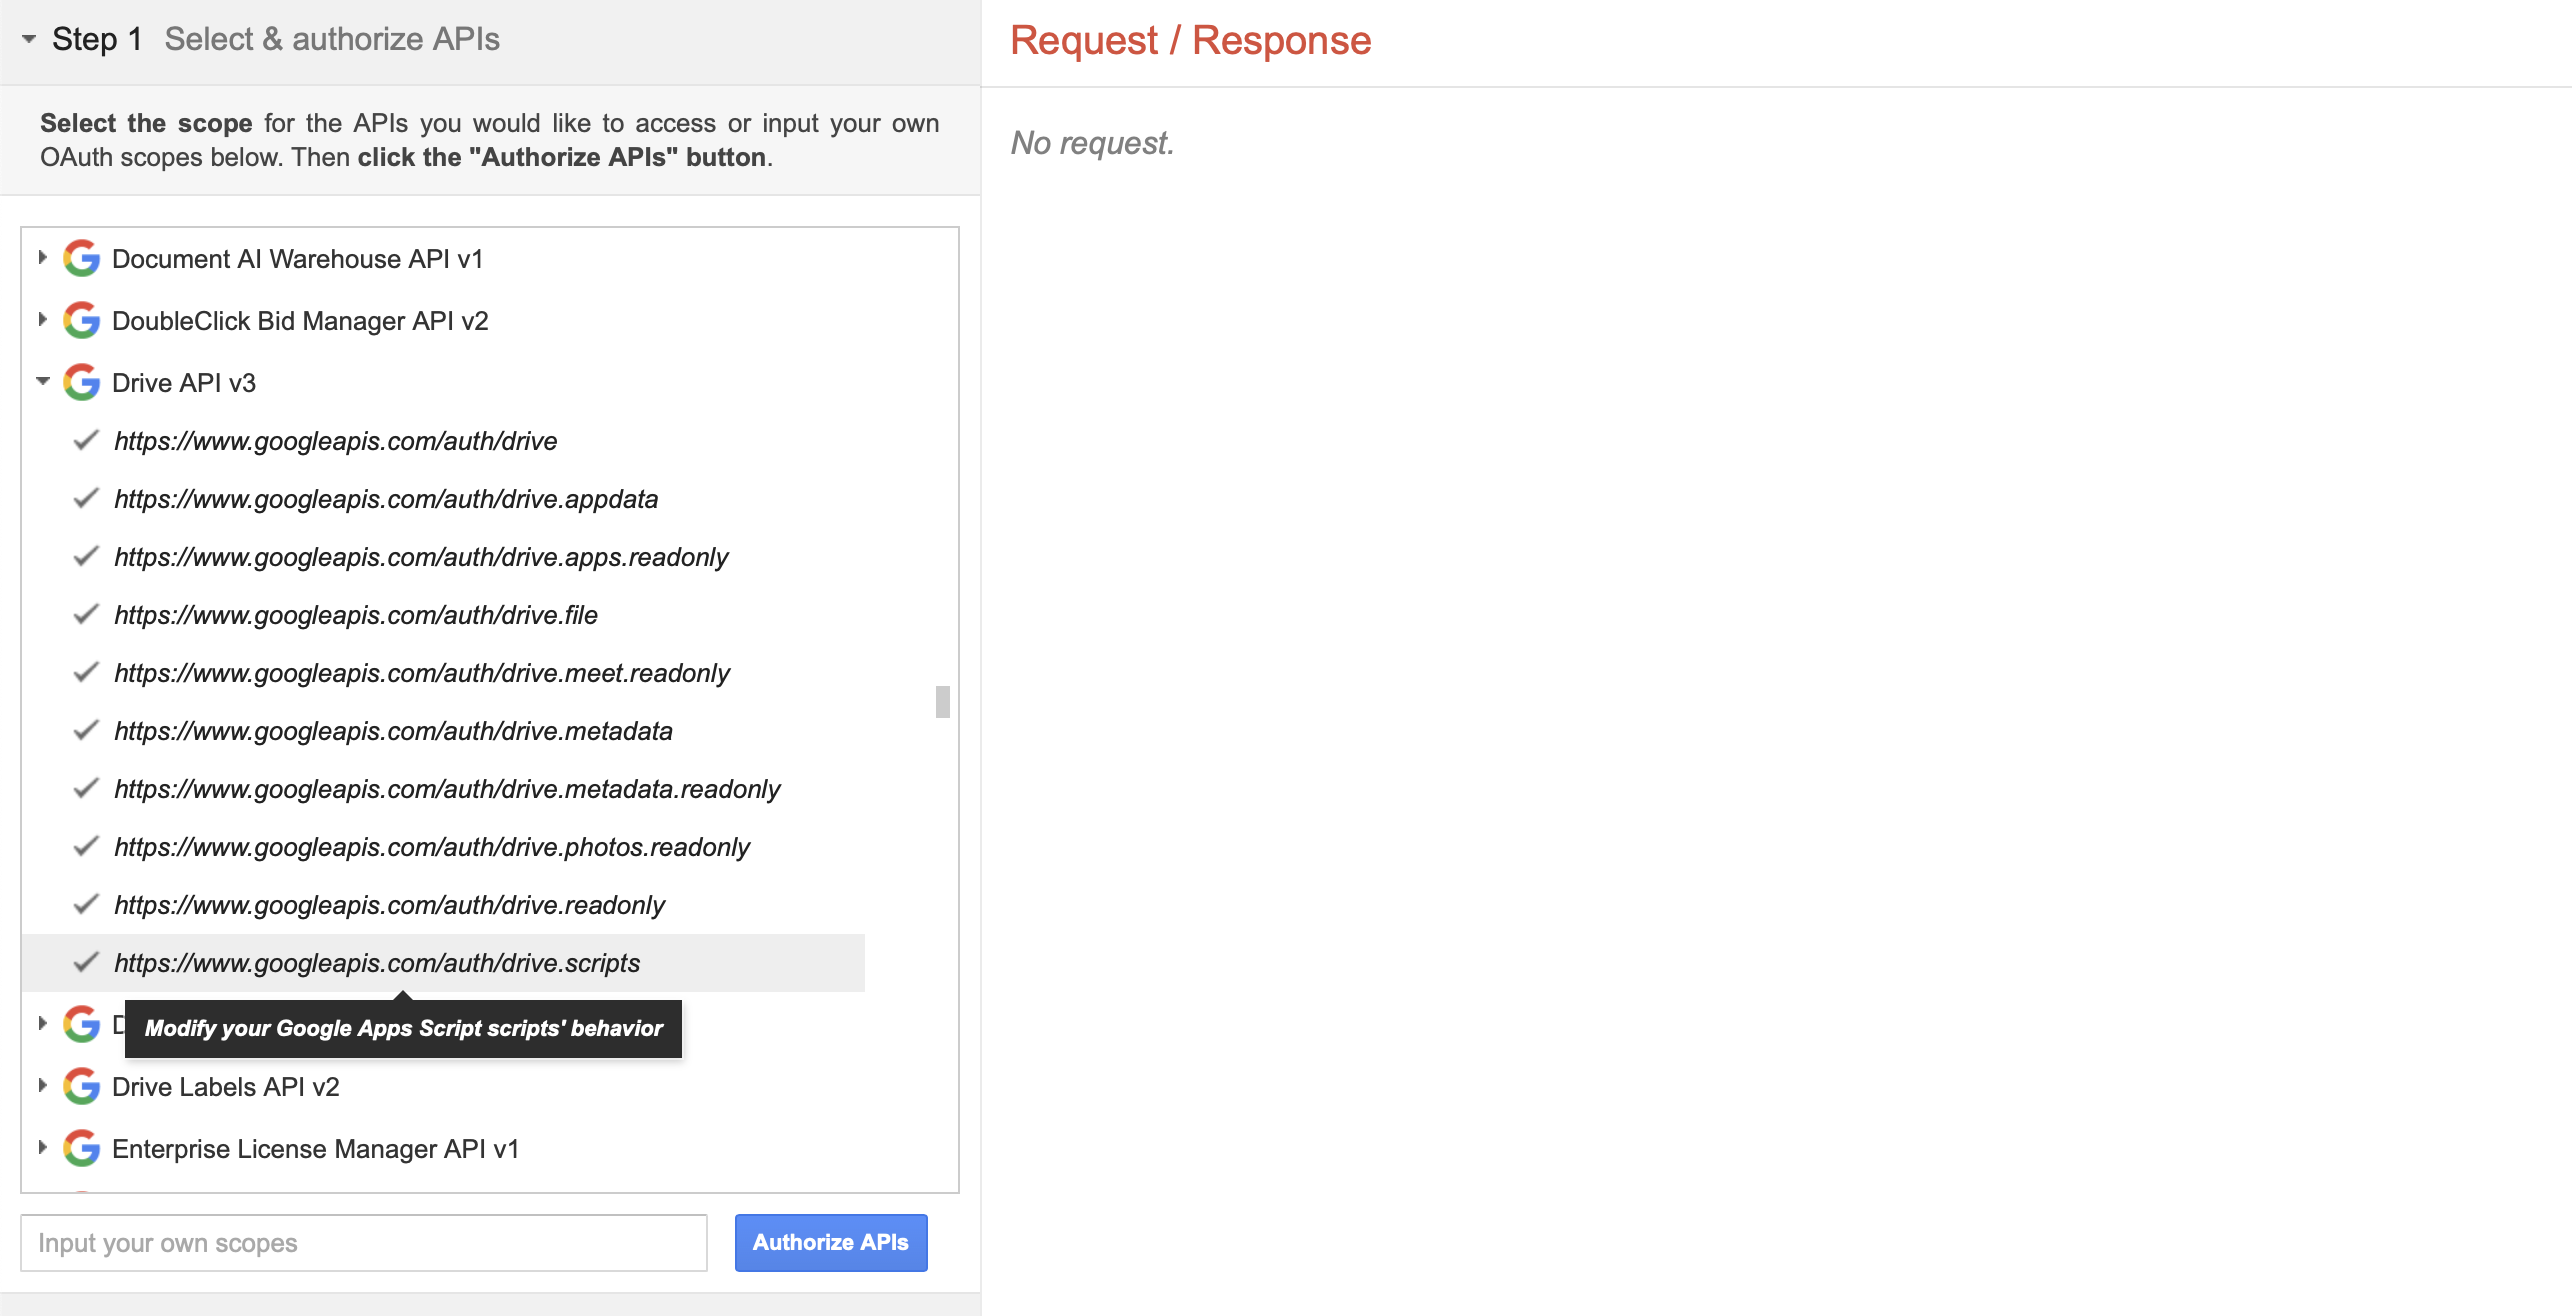 Step 1 Select & authorize APIs
Select the scope for the APIs you would like to access or input your own
OAuth scopes below. Then click the "Authorize APIs" button.
Document AI Warehouse API v1
DoubleClick Bid Manager API v2
Drive API v3
https://www.googleapis.com/auth/drive
https://www.googleapis.com/auth/drive.appdata
https://www.googleapis.com/auth/drive.apps.readonly
https://www.googleapis.com/auth/drive.file
https://www.googleapis.com/auth/drive.meet.readonly
https://www.googleapis.com/auth/drive.metadata
https://www.googleapis.com/auth/drive.metadata.readonly
https://www.googleapis.com/auth/drive.photos.readonly
https://www.googleapis.com/auth/drive.readonly
https://www.googleapis.com/auth/drive.scripts
Modify your Google Apps Script scripts' behavior
Drive Labels API v2
Enterprise License Manager API v1
Input your own scopes
Authorize APIs
Request / Response
No request.